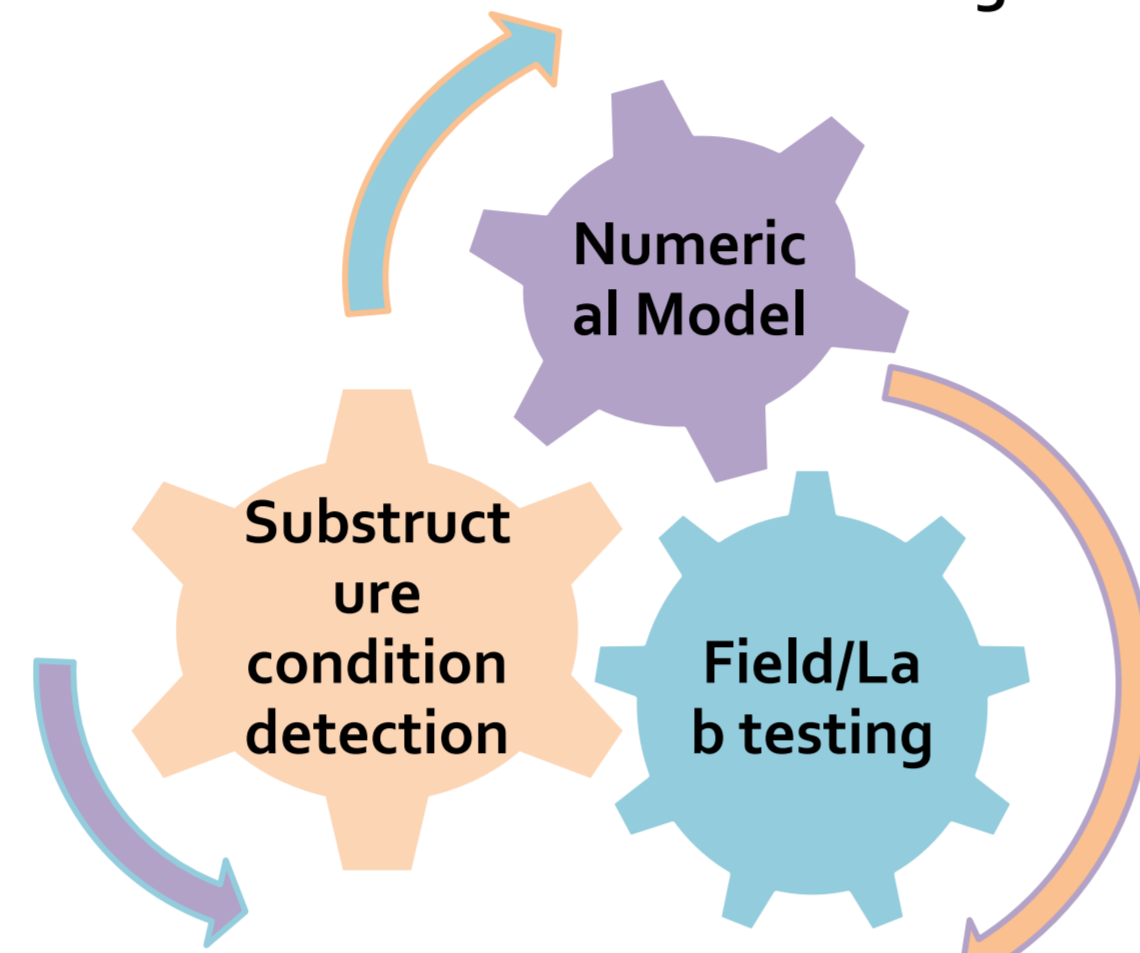 Numeric
al Model
Substruct
ure
condition
detection
Field/La
b testing